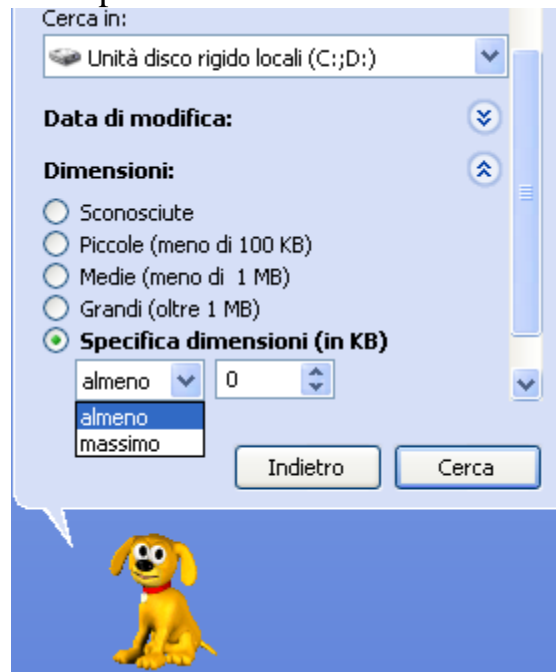 Cerca in:
Unità disco rigido locali (C:;D:)
Data di modifica:
Dimensioni:
Sconosciute
Piccole (meno di 100 KB)
Medie (meno di  1 MB)
Grandi (oltre 1 MB)
Specifica dimensioni (in KB)
almeno 0
almeno
massimo
Indietro Cerca